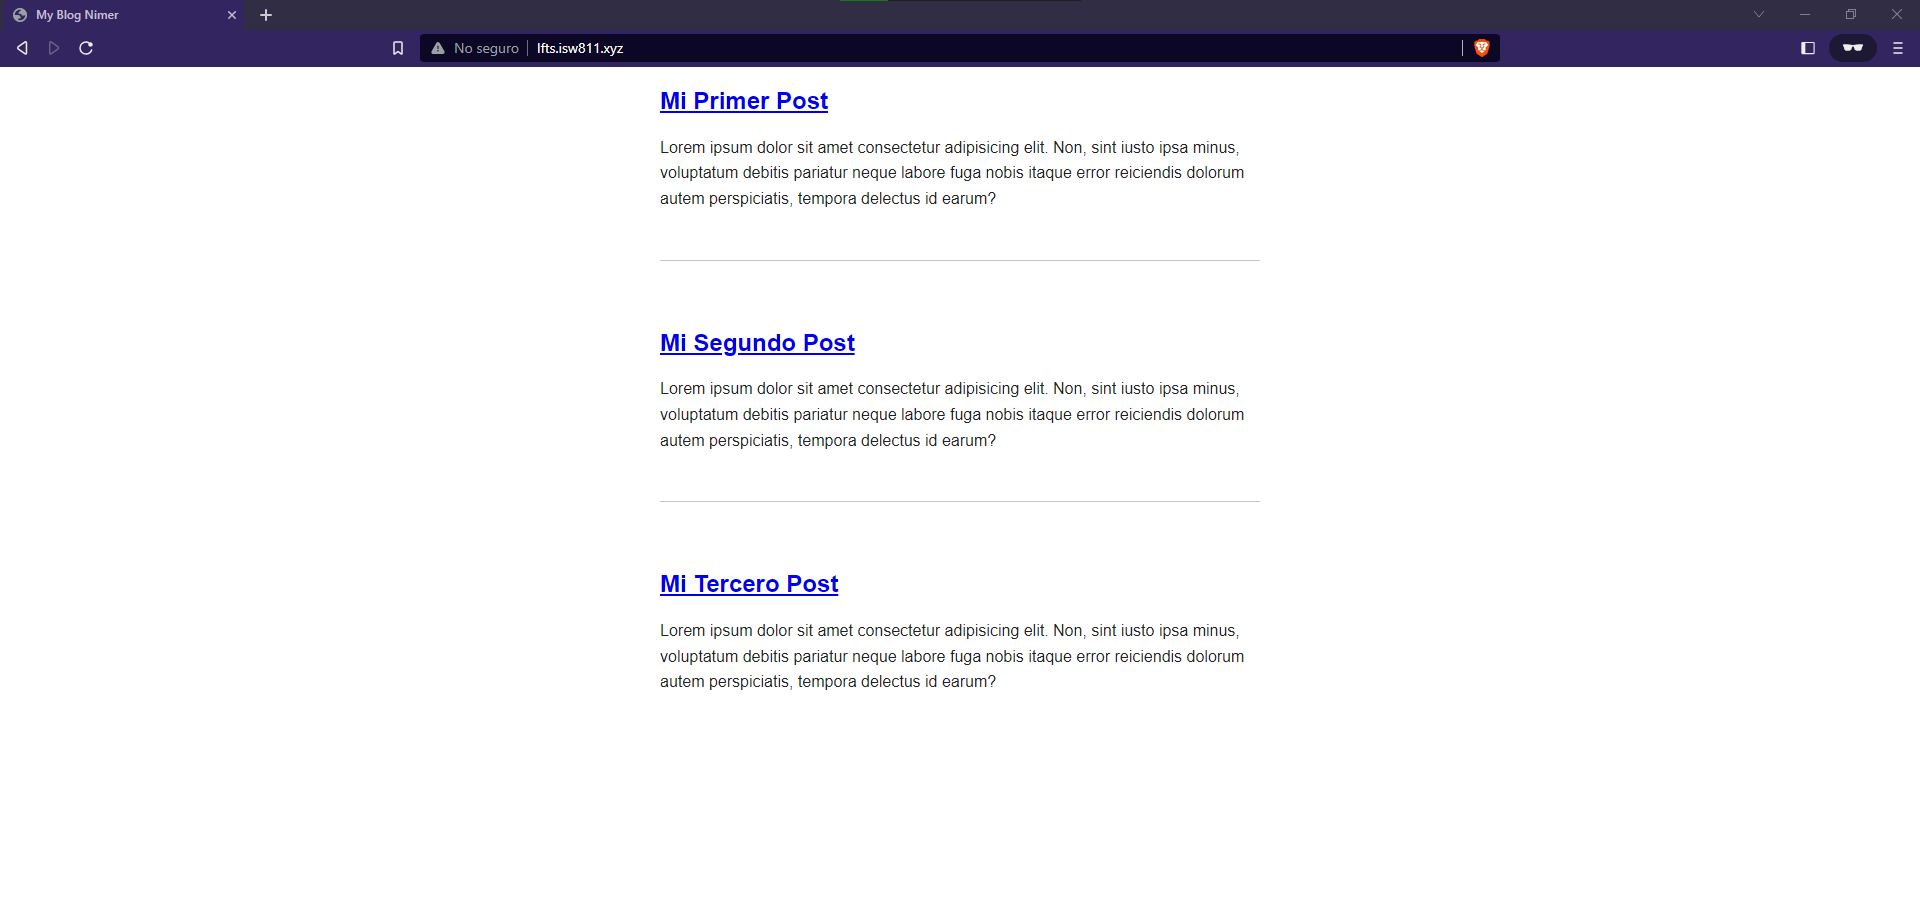 My Blog Nimer
No seguro
lfts.isw811.xyz
Mi Primer Post
Lorem ipsum dolor sit amet consectetur adipisicing elit. Non, sint iusto ipsa minus,
voluptatum debitis pariatur neque labore fuga nobis itaque error reiciendis dolorum
autem perspiciatis, tempora delectus id earum?
Mi Segundo Post
Lorem ipsum dolor sit amet consectetur adipisicing elit. Non, sint iusto ipsa minus,
voluptatum debitis pariatur neque labore fuga nobis itaque error reiciendis dolorum
autem perspiciatis, tempora delectus id earum?
Mi Tercero Post
Lorem ipsum dolor sit amet consectetur adipisicing elit. Non, sint iusto ipsa minus,
voluptatum debitis pariatur neque labore fuga nobis itaque error reiciendis dolorum
autem perspiciatis, tempora delectus id earum?